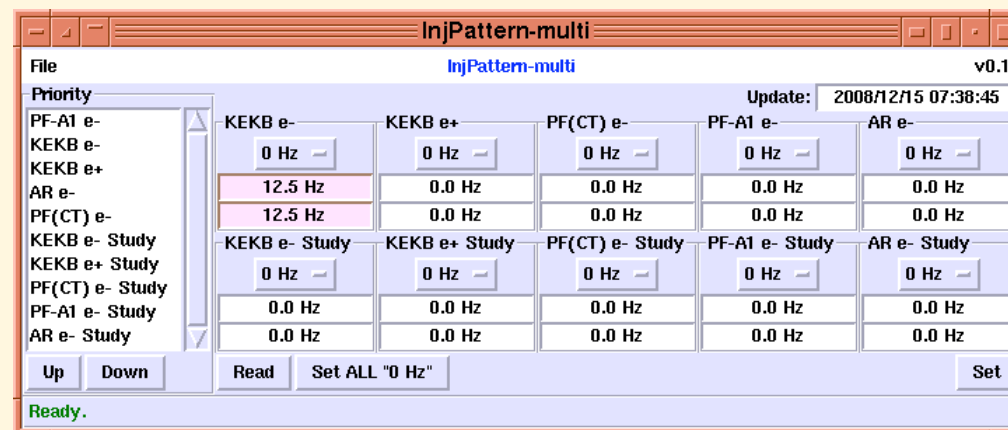 InjPattern-multi
File InjPattern-multi v0.1
Priority
Update: 2008/12/15 07:38:45
PF-A1 e-
KEKB e-
KEKB e+
AR e-
PF(CT) e-
KEKB e- Study
KEKB e+ Study
PF(CT) e- Study
PF-A1 e- Study
AR e- Study
Up Down
KEKB e- KEKB e+ PF(CT) e- PF-A1 e- AR e-
0 Hz 0 Hz 0 Hz 0 Hz 0 Hz
12.5 Hz 0.0 Hz 0.0 Hz 0.0 Hz 0.0 Hz
12.5 Hz 0.0 Hz 0.0 Hz 0.0 Hz 0.0 Hz
KEKB e- Study KEKB e+ Study PF(CT) e- Study PF-A1 e- Study AR e- Study
0 Hz 0 Hz 0 Hz 0 Hz 0 Hz
0.0 Hz 0.0 Hz 0.0 Hz 0.0 Hz 0.0 Hz
0.0 Hz 0.0 Hz 0.0 Hz 0.0 Hz 0.0 Hz
Read Set ALL "0 Hz" Set
Ready.